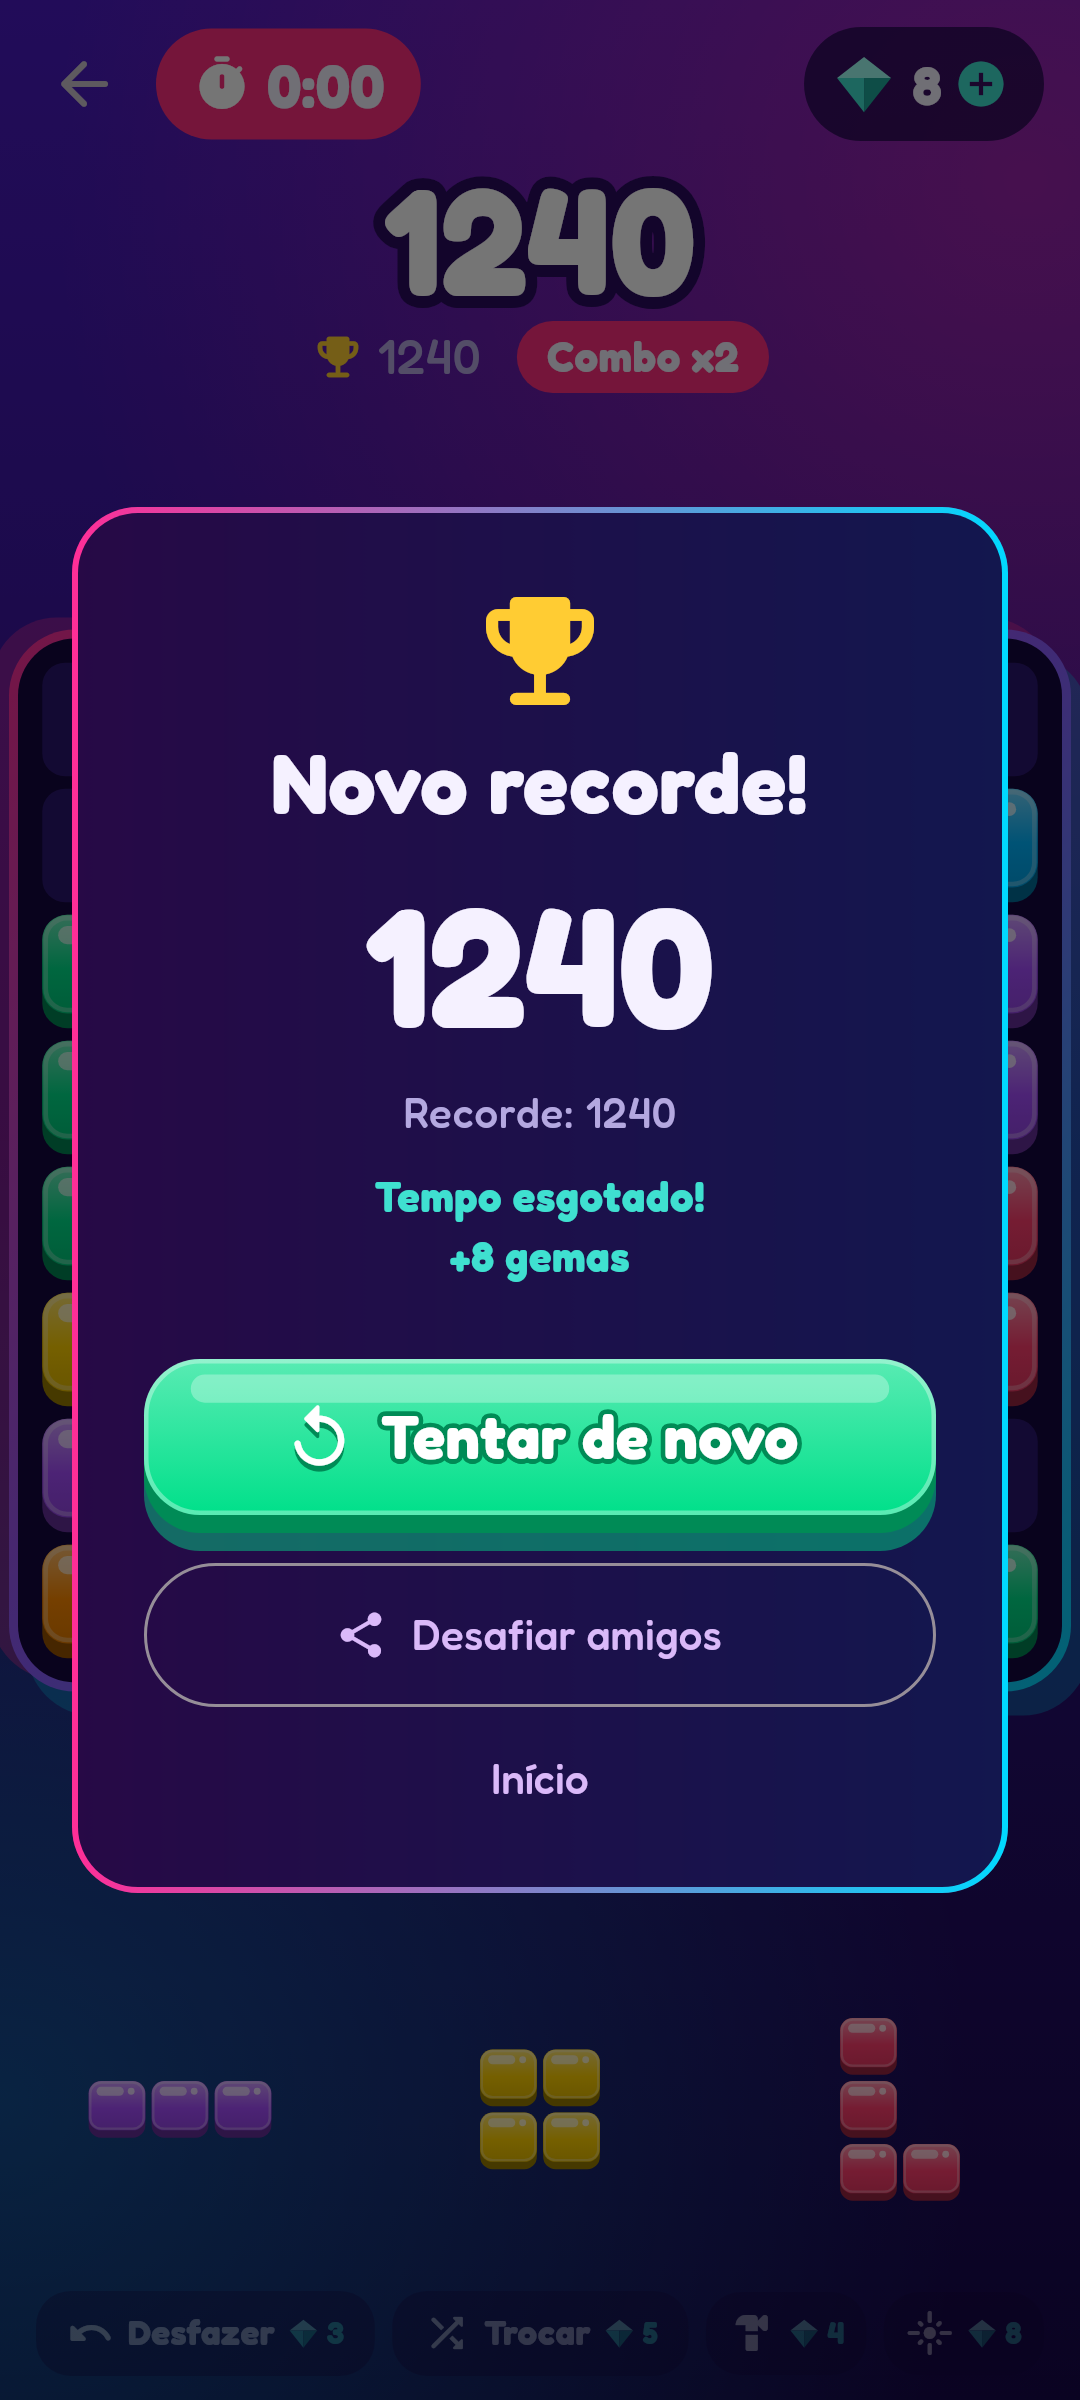 0:00
8
1240
1240
Combo x2
Novo recorde!
1240
Recorde: 1240
Tempo esgotado!
+8 gemas
Tentar de novo
Desafiar amigos
Início
Desfazer 3
Trocar 5
4
8